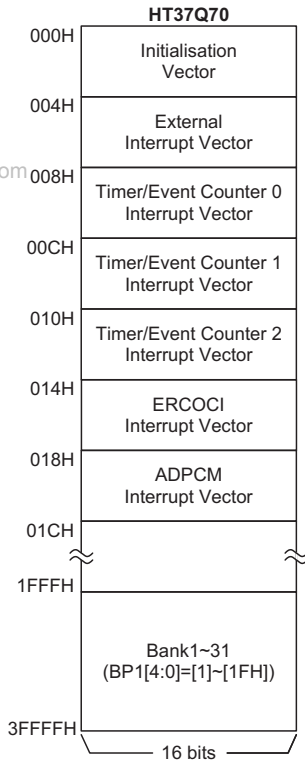 HT37Q70
000H
Initialisation
Vector
004H
External
Interrupt Vector
om
008H
Timer/Event Counter 0
Interrupt Vector
00CH
Timer/Event Counter 1
Interrupt Vector
010H
Timer/Event Counter 2
Interrupt Vector
014H
ERCOCI
Interrupt Vector
018H
ADPCM
Interrupt Vector
01CH
1FFFH
Bank1~31
(BP1[4:0]=[1]~[1FH])
3FFFFH
16 bits